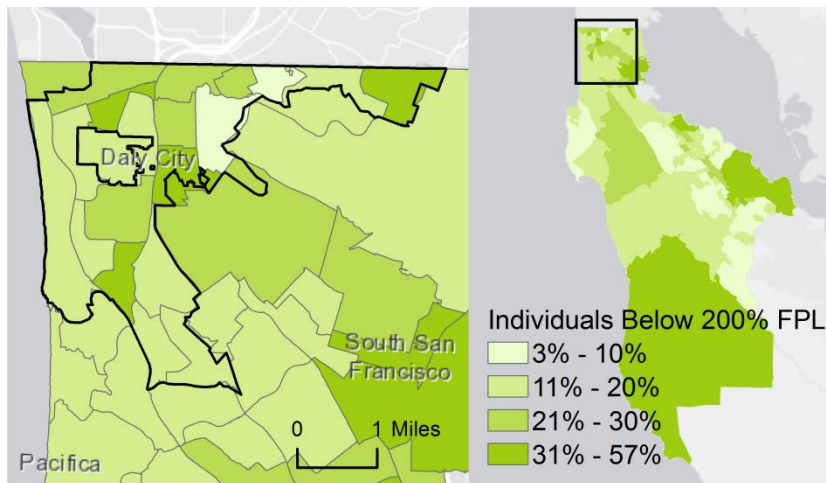 Daly City
South San
Francisco
0 1 Miles
Pacifica
Individuals Below 200% FPL
3% - 10%
11% - 20%
21% - 30%
31% - 57%